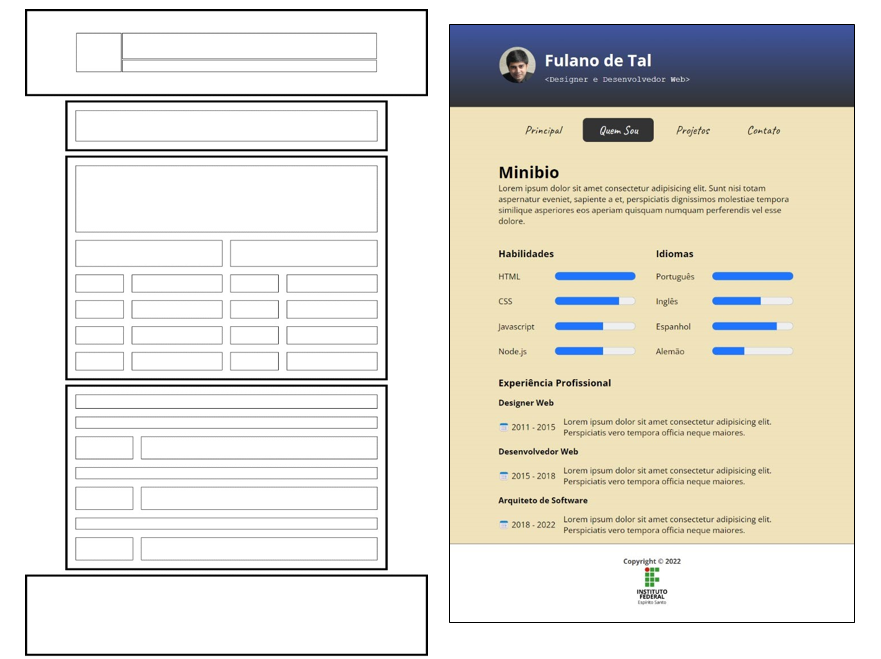 Fulano de Tal
<Designer e Desenvolvedor Web>
Principal Quem Sou Projetos Contato
Minibio
Lorem ipsum dolor sit amet consectetur adipisicing elit. Sunt nisi totam
aspernatur eveniet, sapiente a et, perspiciatis dignissimos molestiae tempora
similique asperiores eos aperiam quisquam numquam perferendis vel esse
dolore.
Habilidades Idiomas
HTML Português
CSS Inglês
Javascript Espanhol
Node.js Alemão
Experiência Profissional
Designer Web
2011 - 2015 Lorem ipsum dolor sit amet consectetur adipisicing elit.
Perspiciatis vero tempora officia neque maiores.
Desenvolvedor Web
2015 - 2018 Lorem ipsum dolor sit amet consectetur adipisicing elit.
Perspiciatis vero tempora officia neque maiores.
Arquiteto de Software
2018 - 2022 Lorem ipsum dolor sit amet consectetur adipisicing elit.
Perspiciatis vero tempora officia neque maiores.
Copyright © 2022
INSTITUTO
FEDERAL
Espírito Santo